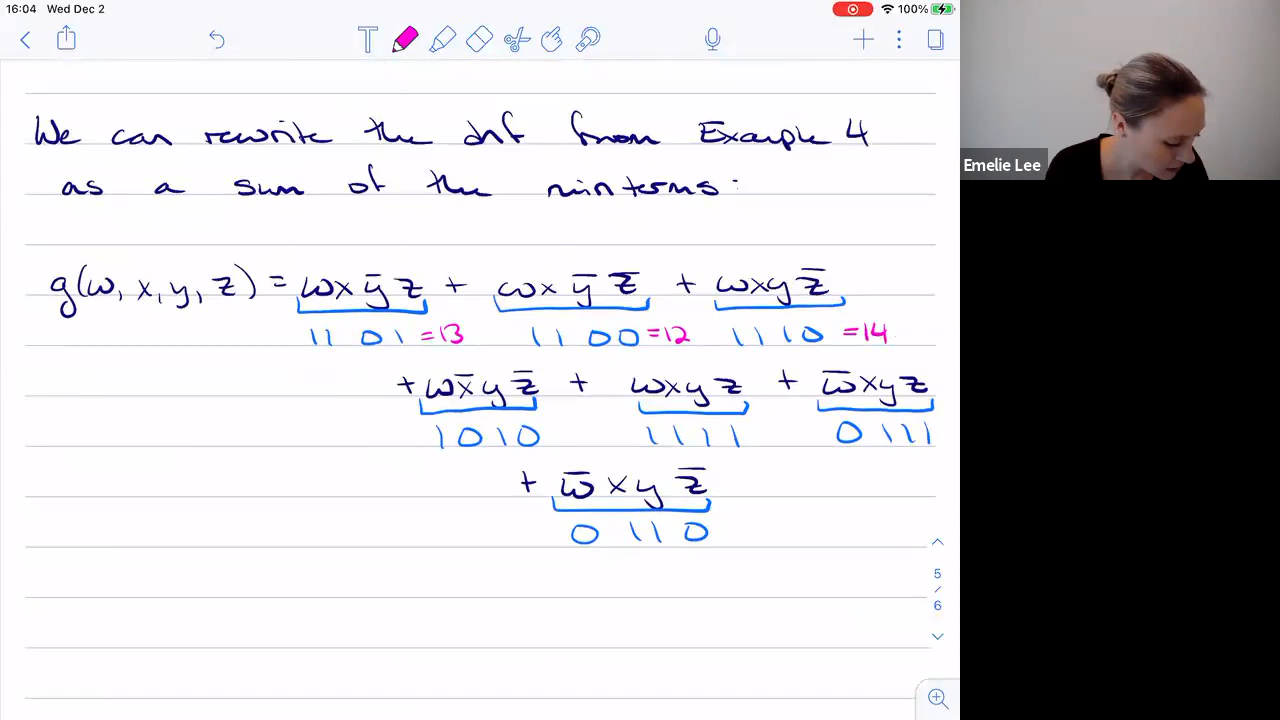 16:04 Wed Dec 2
100%
We can rewrite the dnf from Example 4
as a sum of the minterms:
g(w, x, y, z) = wxȳz + wxȳz̄ + wxyz̄
1101 = 13 1100 = 12 1110 = 14
+ wx̄yz̄ + wxyz + w̄xyz
1010 1111 0111
+ w̄xyz̄
0110
5
/
6
Emelie Lee